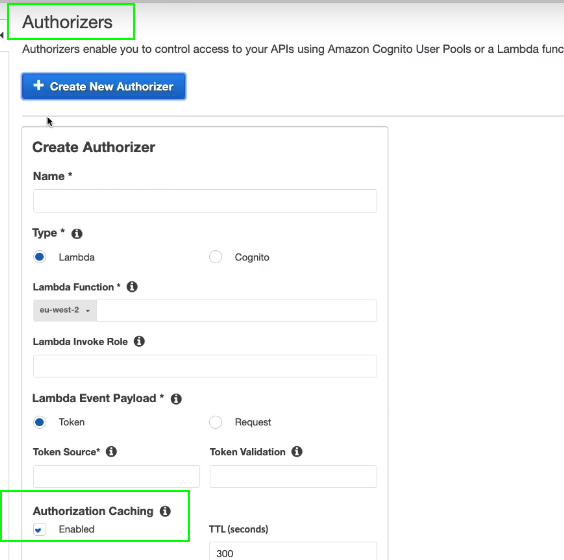 Authorizers
Authorizers enable you to control access to your APIs using Amazon Cognito User Pools or a Lambda func
+ Create New Authorizer
Create Authorizer
Name *
Type *
Lambda Cognito
Lambda Function *
eu-west-2
Lambda Invoke Role
Lambda Event Payload *
Token Request
Token Source* Token Validation
Authorization Caching
Enabled TTL (seconds)
300